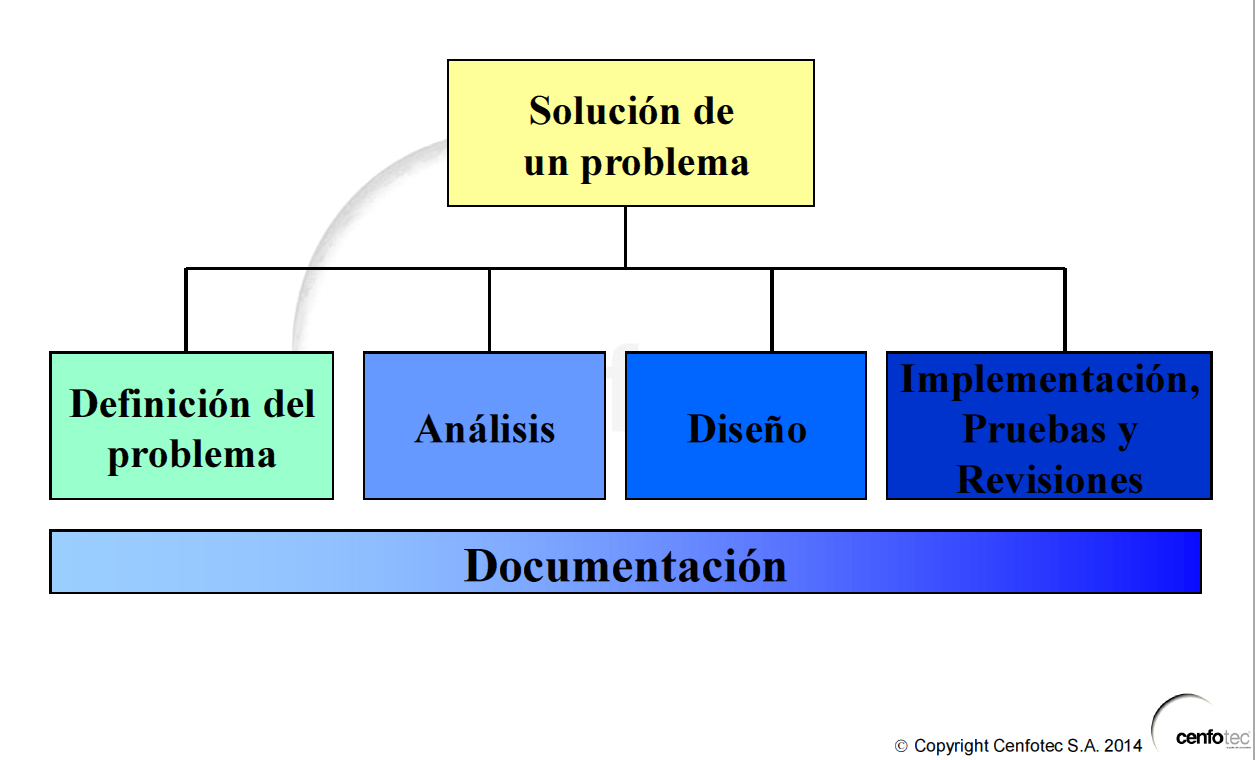 Solución de
un problema
Definición del
problema
Análisis
Diseño
Implementación,
Pruebas y
Revisiones
Documentación
© Copyright Cenfotec S.A. 2014
cenfotec